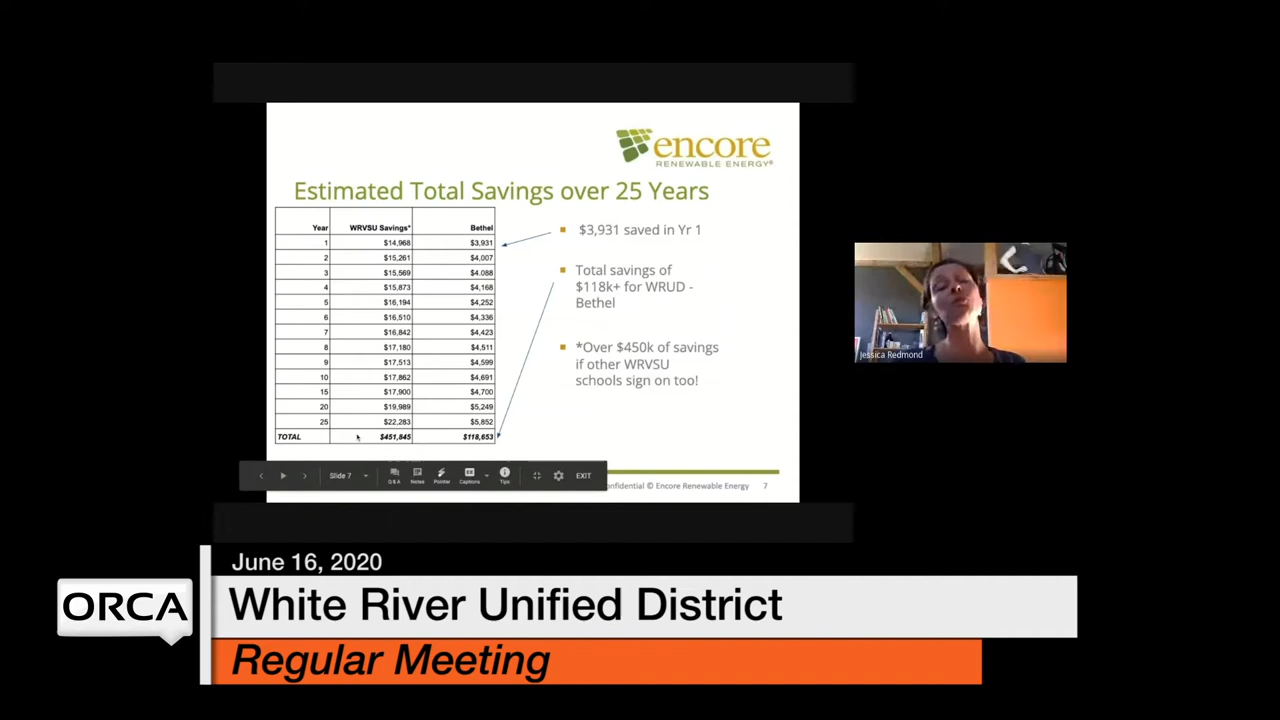 encore
RENEWABLE ENERGY®
Estimated Total Savings over 25 Years
Year WRVSU Savings* Bethel
1 $14,968 $3,931
2 $15,261 $4,007
3 $15,569 $4.088
4 $15,873 $4,168
5 $16,194 $4,252
6 $16,510 $4,336
7 $16,842 $4,423
8 $17,180 $4,511
9 $17,513 $4,599
10 $17,862 $4,691
15 $17,900 $4,700
20 $19,989 $5,249
25 $22,283 $5,852
TOTAL $451,845 $118,653
$3,931 saved in Yr 1
Total savings of
$118k+ for WRUD -
Bethel
*Over $450k of savings
if other WRVSU
schools sign on too!
Jessica Redmond
Slide 7 Q & A Notes Pointer Captions Tips EXIT
onfidential © Encore Renewable Energy 7
June 16, 2020
ORCA
White River Unified District
Regular Meeting